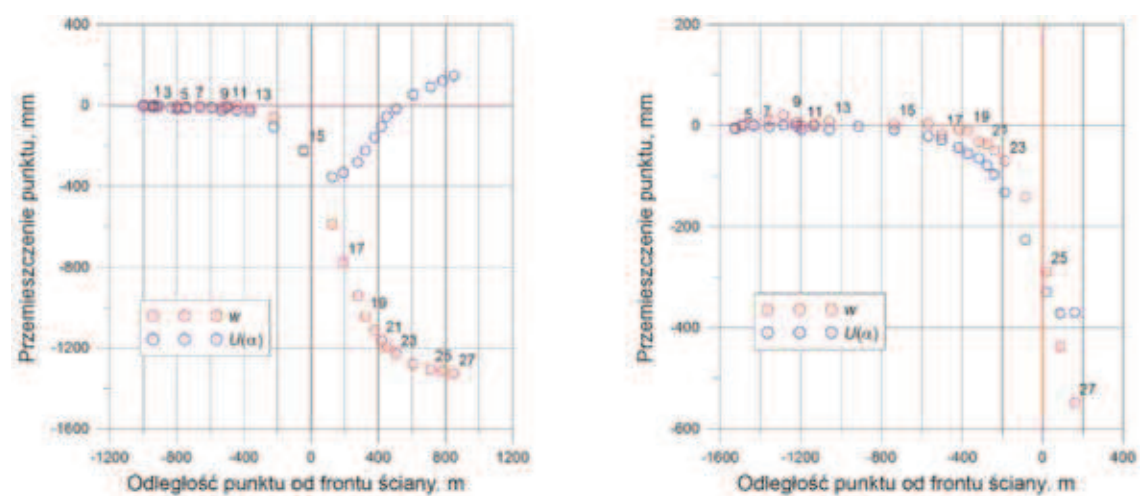 400
0
-400
-800
-1200
-1600
Przemieszczenie punktu, mm
13 5 7 9 11 13
15
17
19
21
23
25
27
w
U(α)
-1200 -800 -400 0 400 800 1200
Odległość punktu od frontu ściany, m
200
0
-200
-400
-600
Przemieszczenie punktu, mm
5 7 9 11 13 15 17 19 21 23
25
27
w
U(α)
-1600 -1200 -800 -400 0 400
Odległość punktu od frontu ściany, m